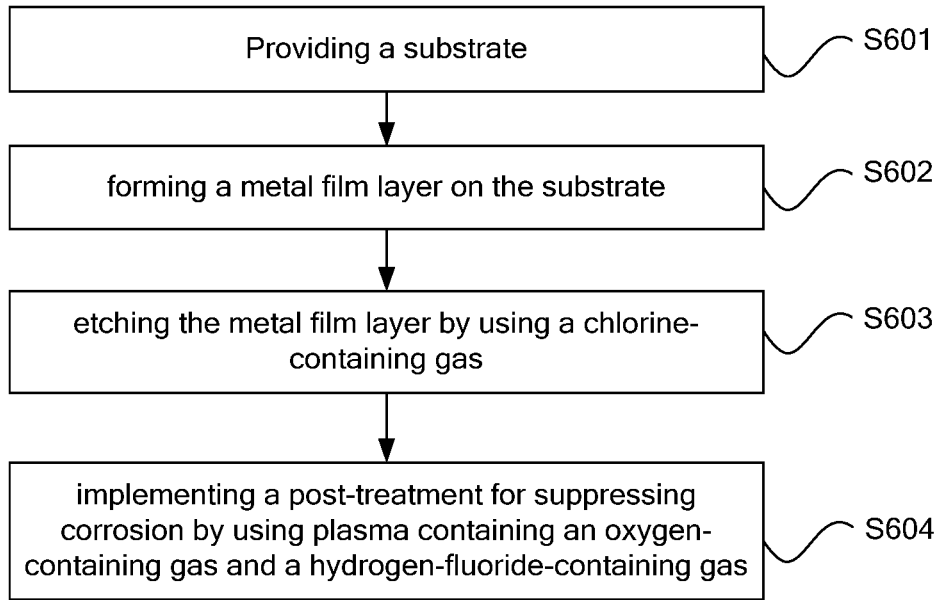 Providing a substrate
S601
forming a metal film layer on the substrate
S602
etching the metal film layer by using a chlorine-
containing gas
S603
implementing a post-treatment for suppressing
corrosion by using plasma containing an oxygen-
containing gas and a hydrogen-fluoride-containing gas
S604